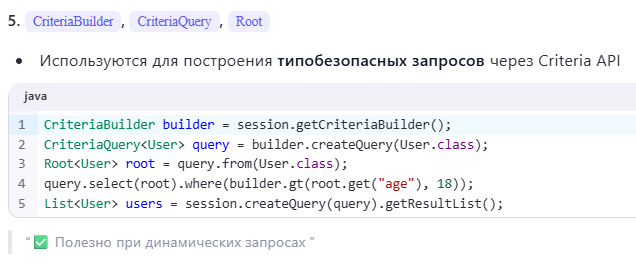 5. CriteriaBuilder , CriteriaQuery , Root
• Используются для построения типобезопасных запросов через Criteria API
java
1 CriteriaBuilder builder = session.getCriteriaBuilder();
2 CriteriaQuery<User> query = builder.createQuery(User.class);
3 Root<User> root = query.from(User.class);
4 query.select(root).where(builder.gt(root.get("age"), 18));
5 List<User> users = session.createQuery(query).getResultList();
“ ✅ Полезно при динамических запросах ”